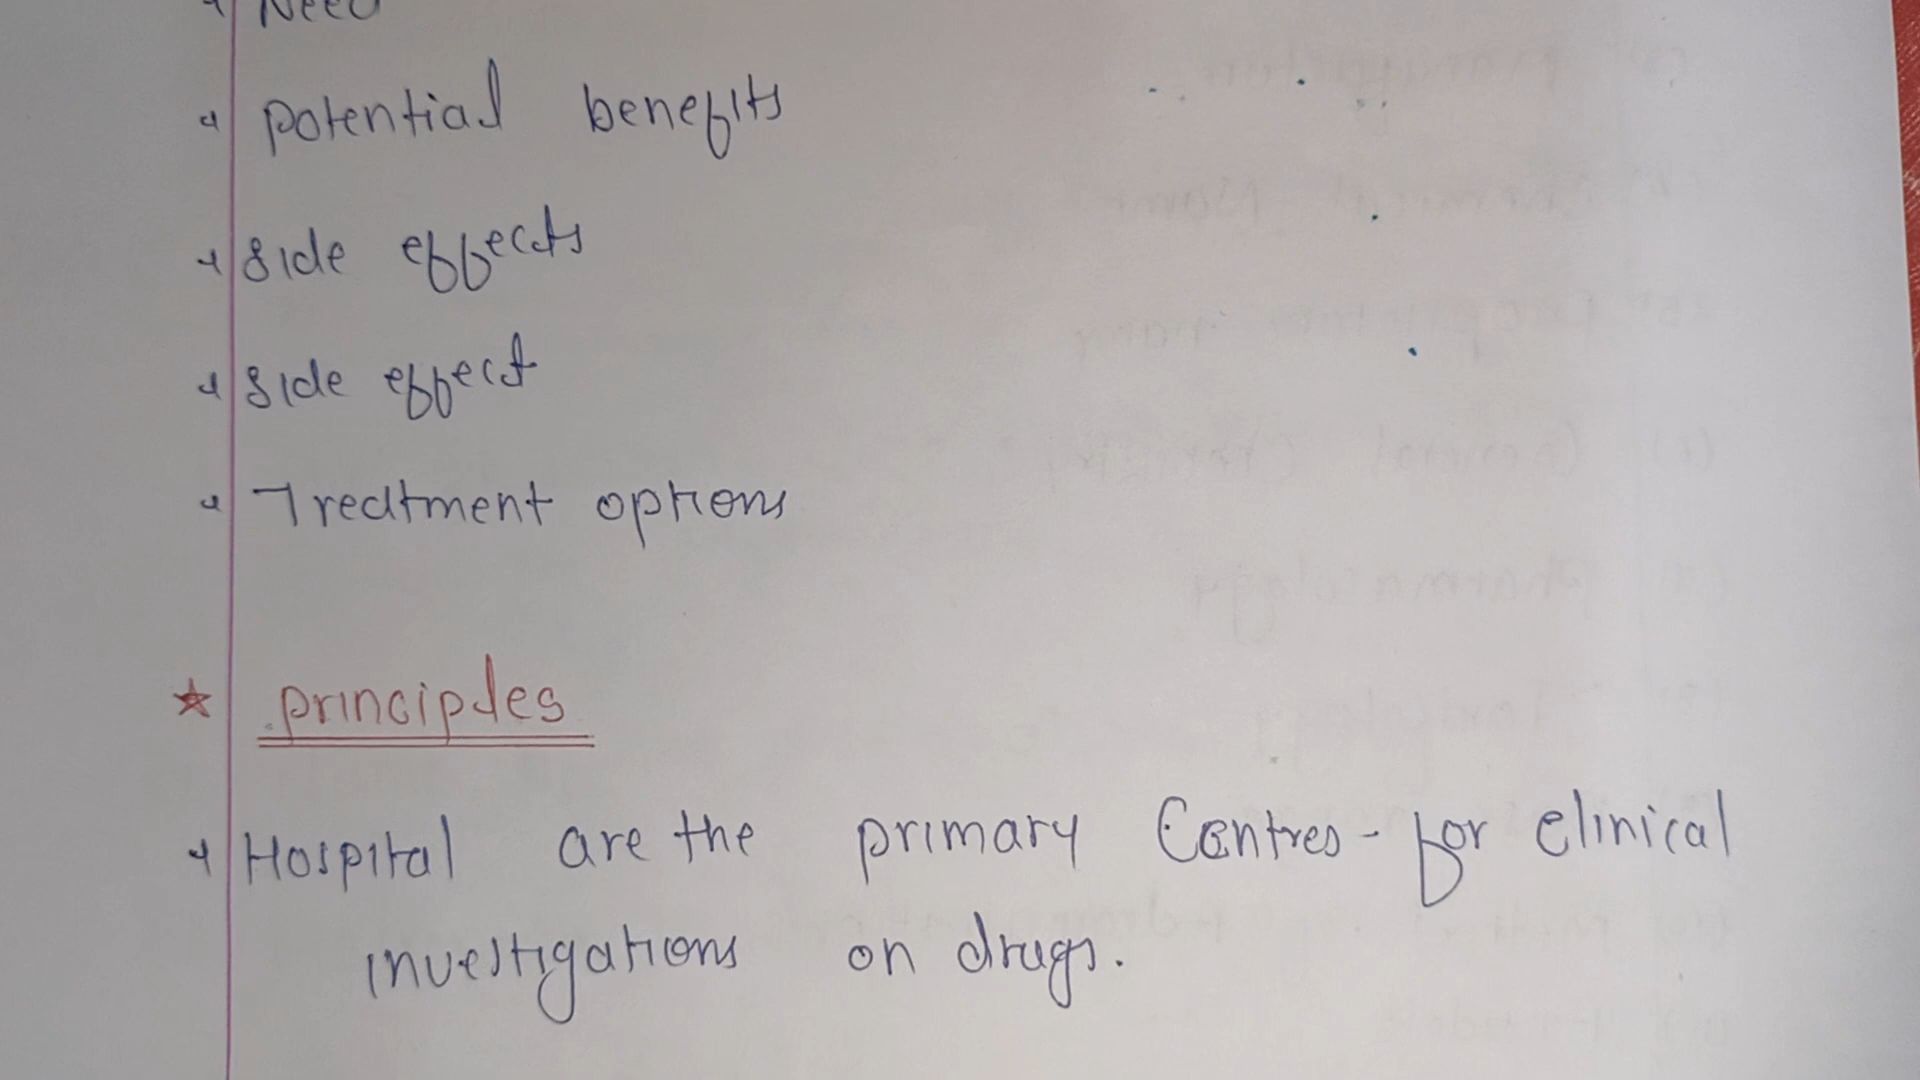 Need
potential benefits
Side effects
Side effect
Treatment options
principles
Hospital are the primary Centres - for clinical
investigations on drugs.